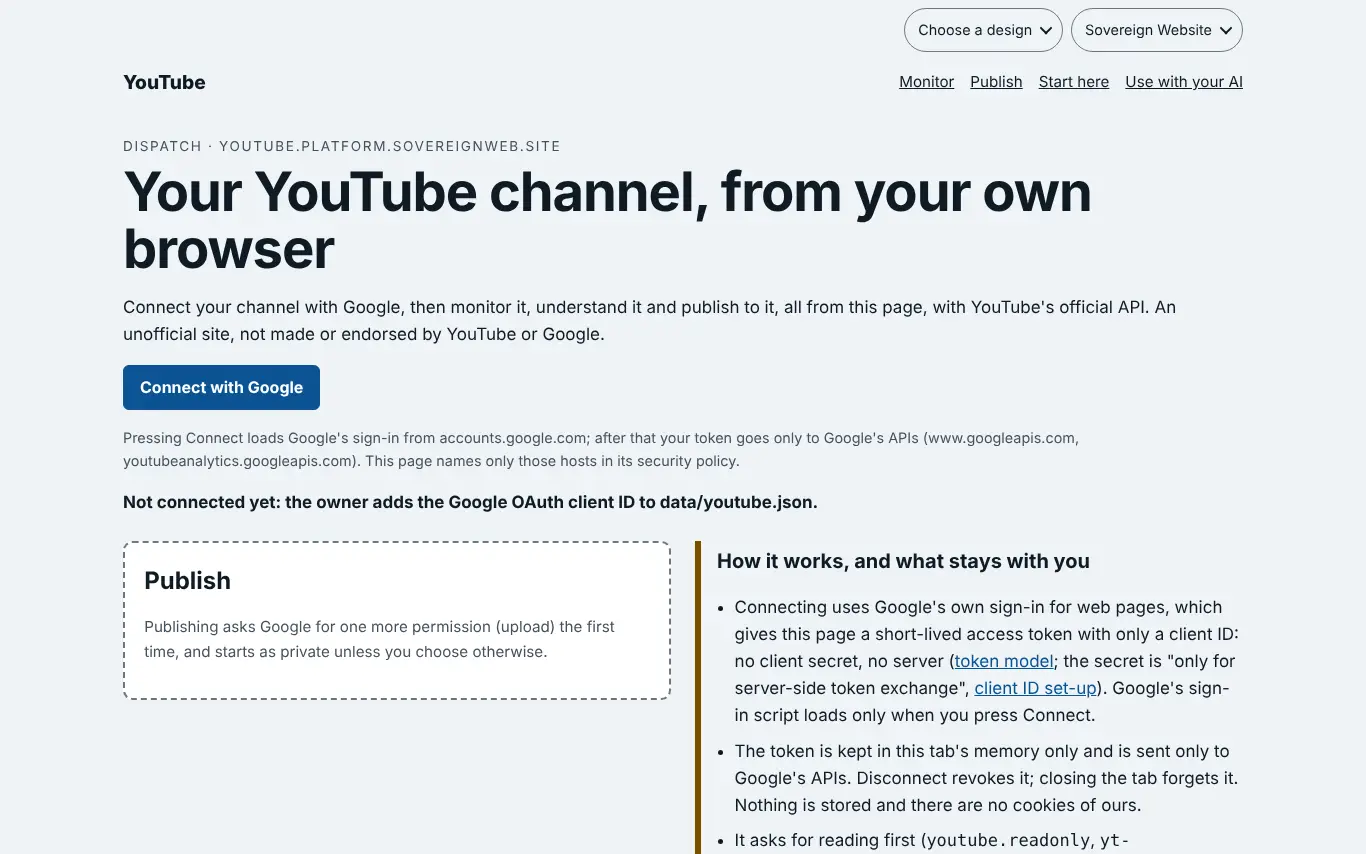 Choose a design
Sovereign Website
YouTube
Monitor
Publish
Start here
Use with your AI
DISPATCH · YOUTUBE.PLATFORM.SOVEREIGNWEB.SITE
Your YouTube channel, from your own
browser
Connect your channel with Google, then monitor it, understand it and publish to it, all from this page, with YouTube's official API. An
unofficial site, not made or endorsed by YouTube or Google.
Connect with Google
Pressing Connect loads Google's sign-in from accounts.google.com; after that your token goes only to Google's APIs (www.googleapis.com,
youtubeanalytics.googleapis.com). This page names only those hosts in its security policy.
Not connected yet: the owner adds the Google OAuth client ID to data/youtube.json.
Publish
Publishing asks Google for one more permission (upload) the first
time, and starts as private unless you choose otherwise.
How it works, and what stays with you
• Connecting uses Google's own sign-in for web pages, which
gives this page a short-lived access token with only a client ID:
no client secret, no server (token model; the secret is "only for
server-side token exchange", client ID set-up). Google's sign-
in script loads only when you press Connect.
• The token is kept in this tab's memory only and is sent only to
Google's APIs. Disconnect revokes it; closing the tab forgets it.
Nothing is stored and there are no cookies of ours.
• It asks for reading first (youtube.readonly, yt-